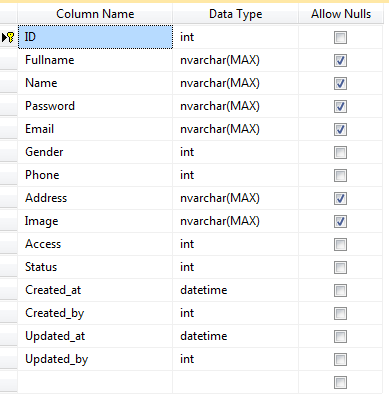 Column Name Data Type Allow Nulls
ID int
Fullname nvarchar(MAX)
Name nvarchar(MAX)
Password nvarchar(MAX)
Email nvarchar(MAX)
Gender int
Phone int
Address nvarchar(MAX)
Image nvarchar(MAX)
Access int
Status int
Created_at datetime
Created_by int
Updated_at datetime
Updated_by int